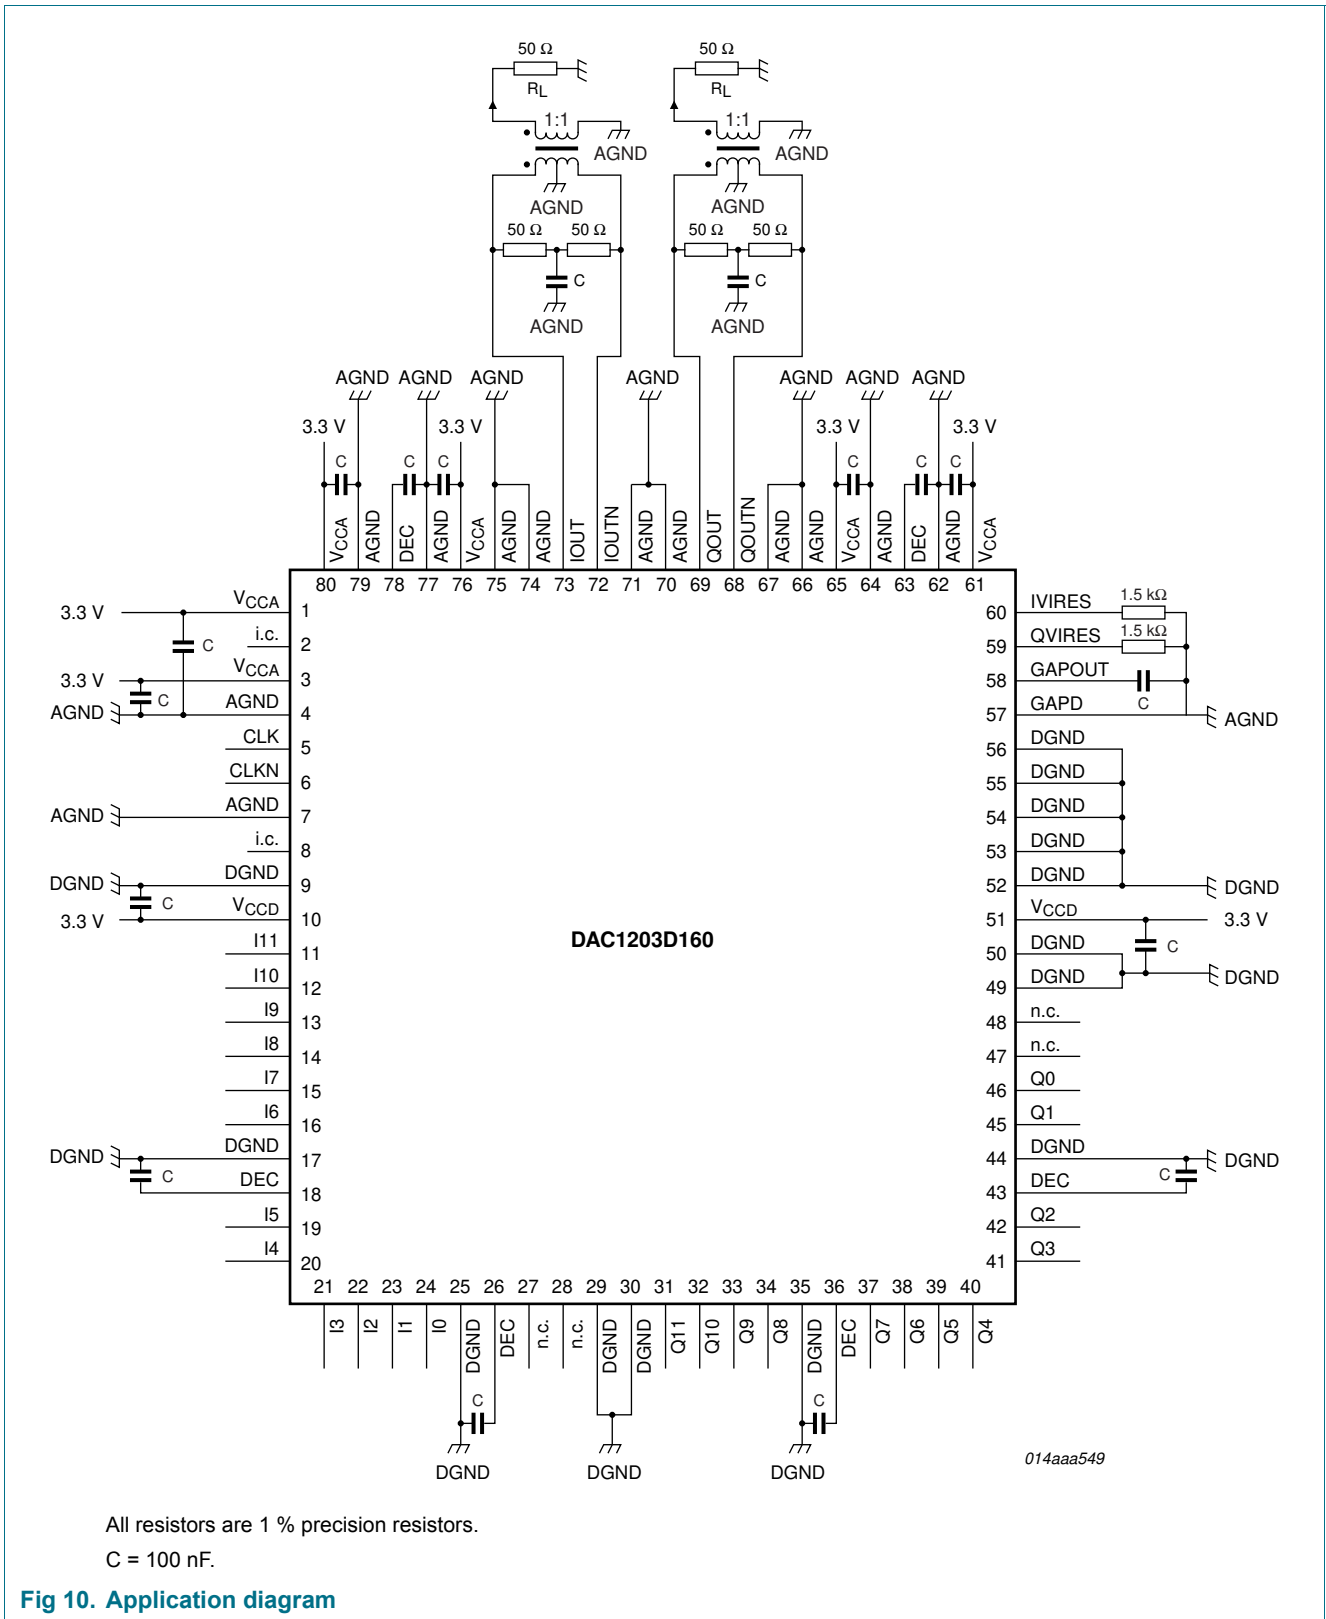 50 Ω 50 Ω
RL RL
1:1 1:1
AGND AGND
AGND AGND
50 Ω 50 Ω 50 Ω 50 Ω
C C
AGND AGND
AGND AGND AGND AGND AGND AGND AGND
3.3 V 3.3 V 3.3 V 3.3 V
C C C C C C
VCCA AGND DEC AGND VCCA AGND AGND IOUT IOUTN AGND AGND QOUT QOUTN AGND AGND VCCA AGND DEC AGND VCCA
80 79 78 77 76 75 74 73 72 71 70 69 68 67 66 65 64 63 62 61
3.3 V VCCA 1
i.c. 2
C
3.3 V VCCA 3
C
AGND AGND 4
CLK 5
CLKN 6
AGND AGND 7
i.c. 8
DGND DGND 9
C
3.3 V VCCD 10
I11 11
I10 12
I9 13
I8 14
I7 15
I6 16
DGND DGND 17
C
DEC 18
I5 19
I4 20
DAC1203D160
60 IVIRES 1.5 kΩ
59 QVIRES 1.5 kΩ
58 GAPOUT
C
57 GAPD AGND
56 DGND
55 DGND
54 DGND
53 DGND
52 DGND DGND
51 VCCD 3.3 V
50 DGND C
49 DGND DGND
48 n.c.
47 n.c.
46 Q0
45 Q1
44 DGND DGND
C
43 DEC
42 Q2
41 Q3
21 22 23 24 25 26 27 28 29 30 31 32 33 34 35 36 37 38 39 40
I3 I2 I1 I0 DGND DEC n.c. n.c. DGND DGND Q11 Q10 Q9 Q8 DGND DEC Q7 Q6 Q5 Q4
C C
DGND DGND DGND
014aaa549
All resistors are 1 % precision resistors.
C = 100 nF.
Fig 10. Application diagram